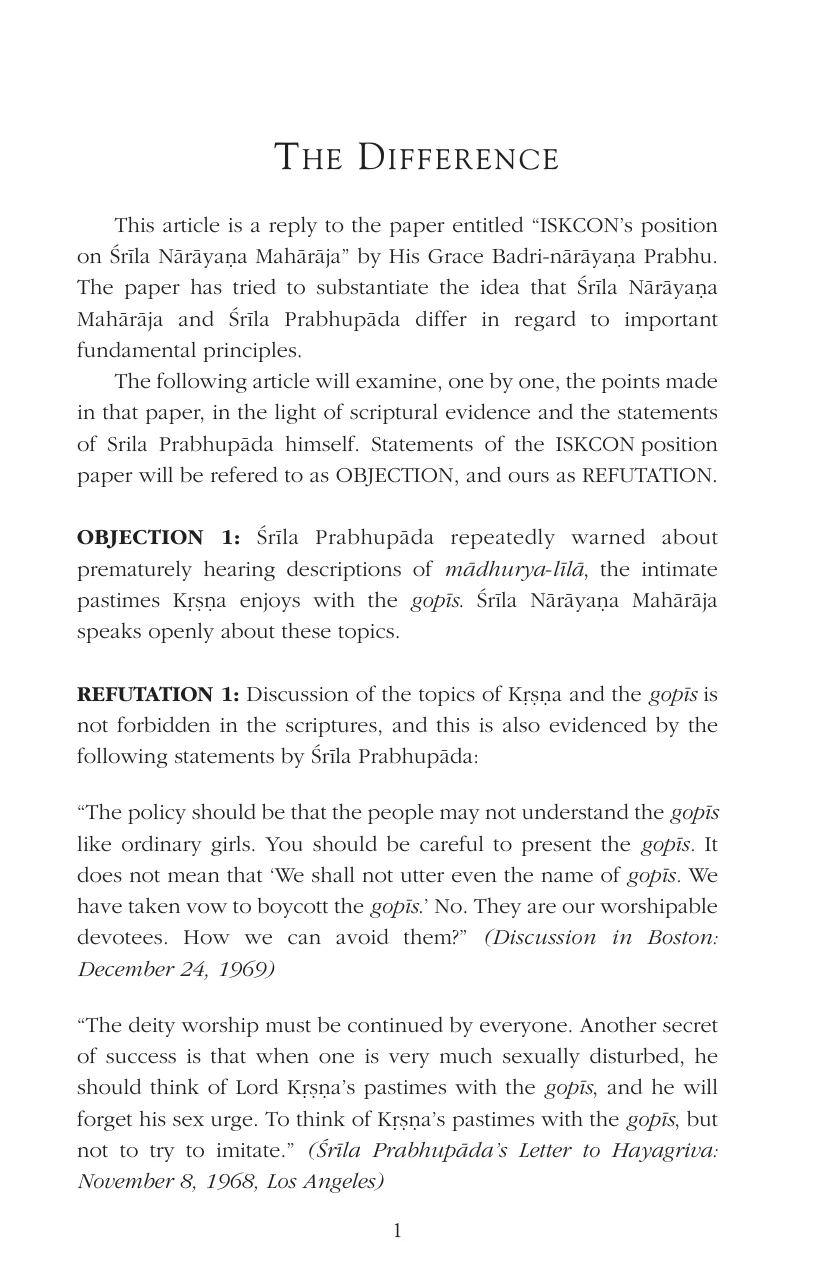 THE DIFFERENCE
This article is a reply to the paper entitled “ISKCON’s position
on Śrīla Nārāyaṇa Mahārāja” by His Grace Badri-nārāyaṇa Prabhu.
The paper has tried to substantiate the idea that Śrīla Nārāyaṇa
Mahārāja and Śrīla Prabhupāda differ in regard to important
fundamental principles.
The following article will examine, one by one, the points made
in that paper, in the light of scriptural evidence and the statements
of Srila Prabhupāda himself. Statements of the ISKCON position
paper will be refered to as OBJECTION, and ours as REFUTATION.
OBJECTION 1: Śrīla Prabhupāda repeatedly warned about
prematurely hearing descriptions of mādhurya-līlā, the intimate
pastimes Kṛṣṇa enjoys with the gopīs. Śrīla Nārāyaṇa Mahārāja
speaks openly about these topics.
REFUTATION 1: Discussion of the topics of Kṛṣṇa and the gopīs is
not forbidden in the scriptures, and this is also evidenced by the
following statements by Śrīla Prabhupāda:
“The policy should be that the people may not understand the gopīs
like ordinary girls. You should be careful to present the gopīs. It
does not mean that ‘We shall not utter even the name of gopīs. We
have taken vow to boycott the gopīs.’ No. They are our worshipable
devotees. How we can avoid them?” (Discussion in Boston:
December 24, 1969)
“The deity worship must be continued by everyone. Another secret
of success is that when one is very much sexually disturbed, he
should think of Lord Kṛṣṇa’s pastimes with the gopīs, and he will
forget his sex urge. To think of Kṛṣṇa’s pastimes with the gopīs, but
not to try to imitate.” (Śrīla Prabhupāda’s Letter to Hayagriva:
November 8, 1968, Los Angeles)
1